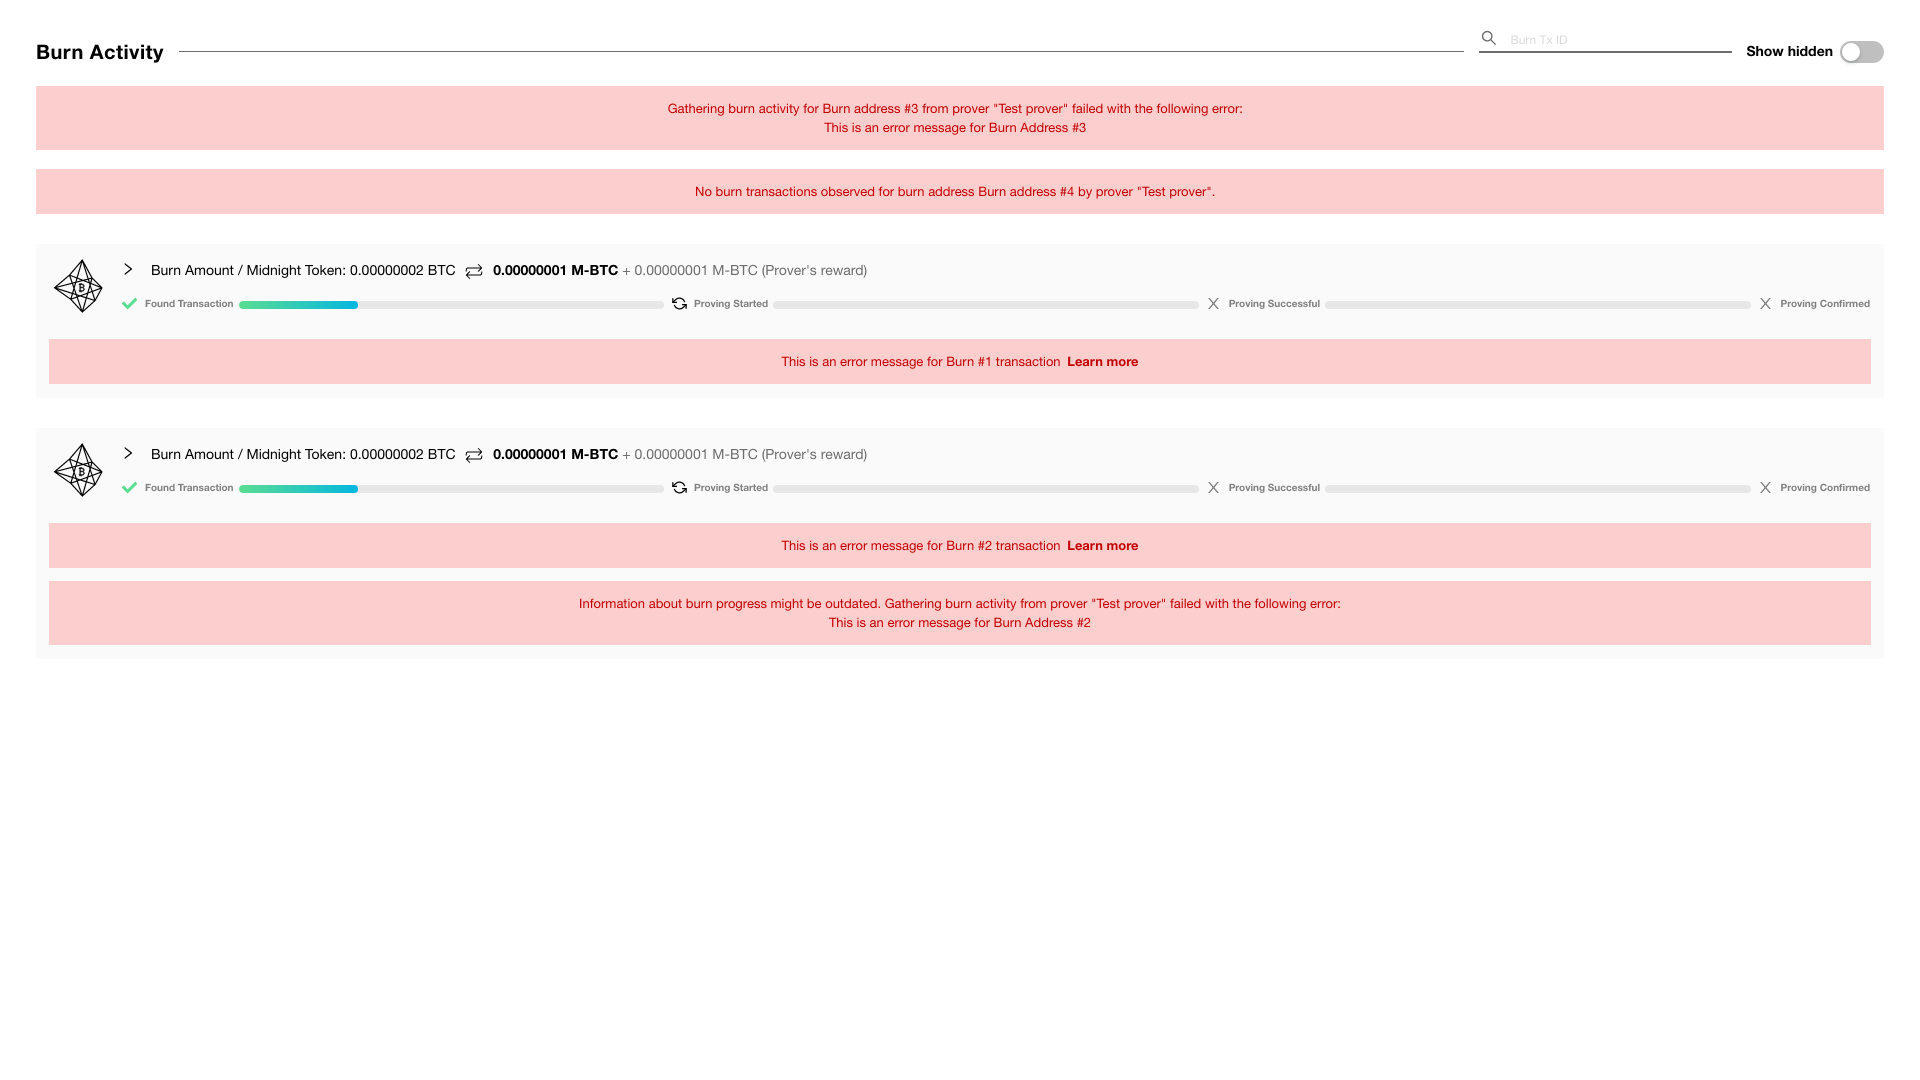 Burn Activity
Burn Tx ID
Show hidden
Gathering burn activity for Burn address #3 from prover "Test prover" failed with the following error:
This is an error message for Burn Address #3
No burn transactions observed for burn address Burn address #4 by prover "Test prover".
Burn Amount / Midnight Token: 0.00000002 BTC 0.00000001 M-BTC + 0.00000001 M-BTC (Prover's reward)
Found Transaction Proving Started Proving Successful Proving Confirmed
This is an error message for Burn #1 transaction Learn more
Burn Amount / Midnight Token: 0.00000002 BTC 0.00000001 M-BTC + 0.00000001 M-BTC (Prover's reward)
Found Transaction Proving Started Proving Successful Proving Confirmed
This is an error message for Burn #2 transaction Learn more
Information about burn progress might be outdated. Gathering burn activity from prover "Test prover" failed with the following error:
This is an error message for Burn Address #2